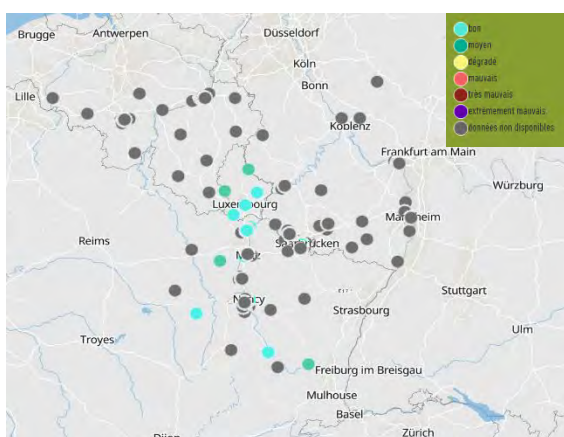 Brugge
Antwerpen
Düsseldorf
Lille
Köln
Bonn
Koblenz
Frankfurt am Main
Würzburg
Luxembourg
Mannheim
Reims
Saarbrücken
Metz
Stuttgart
Nancy
Strasbourg
Ulm
Troyes
Freiburg im Breisgau
Mulhouse
Basel
Zürich
Dijon
bon
moyen
dégradé
mauvais
très mauvais
extrêmement mauvais
données non disponibles